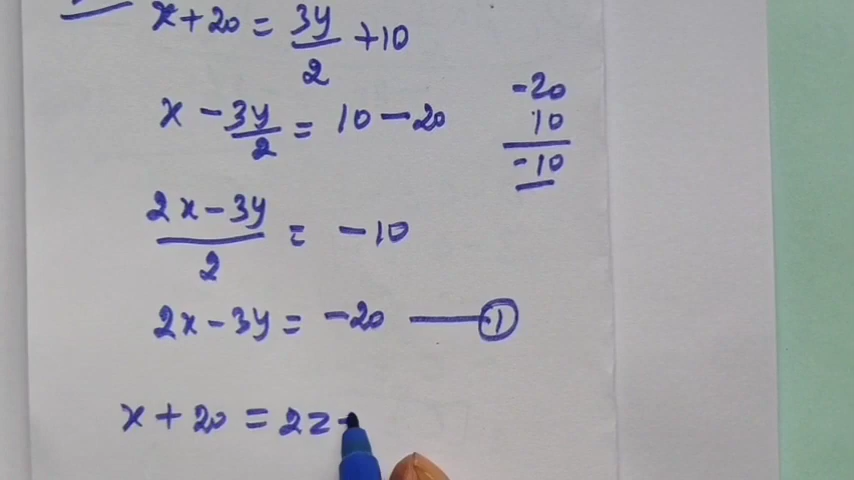 x + 20 = 3y/2 + 10
x - 3y/2 = 10 - 20
-20
10
-10
2x - 3y/2 = -10
2x - 3y = -20 —— ①
x + 20 = 2z